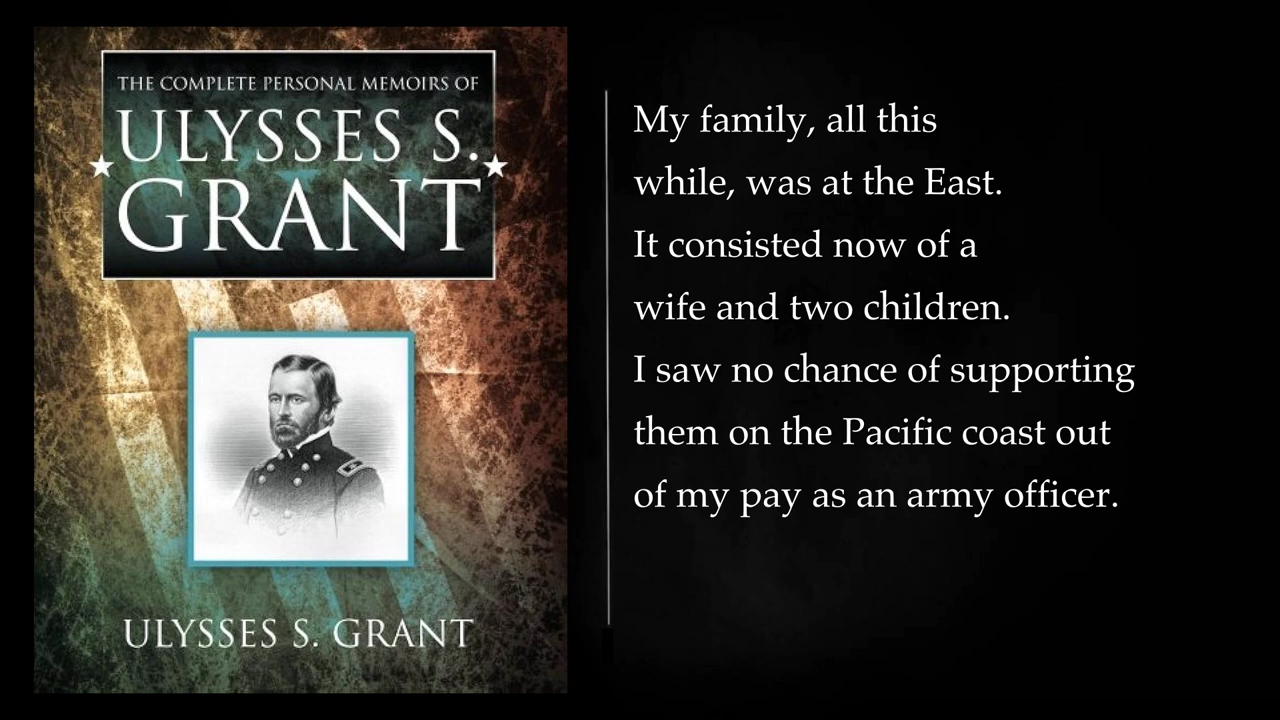 THE COMPLETE PERSONAL MEMOIRS OF
ULYSSES S.
GRANT
ULYSSES S. GRANT
My family, all this
while, was at the East.
It consisted now of a
wife and two children.
I saw no chance of supporting
them on the Pacific coast out
of my pay as an army officer.